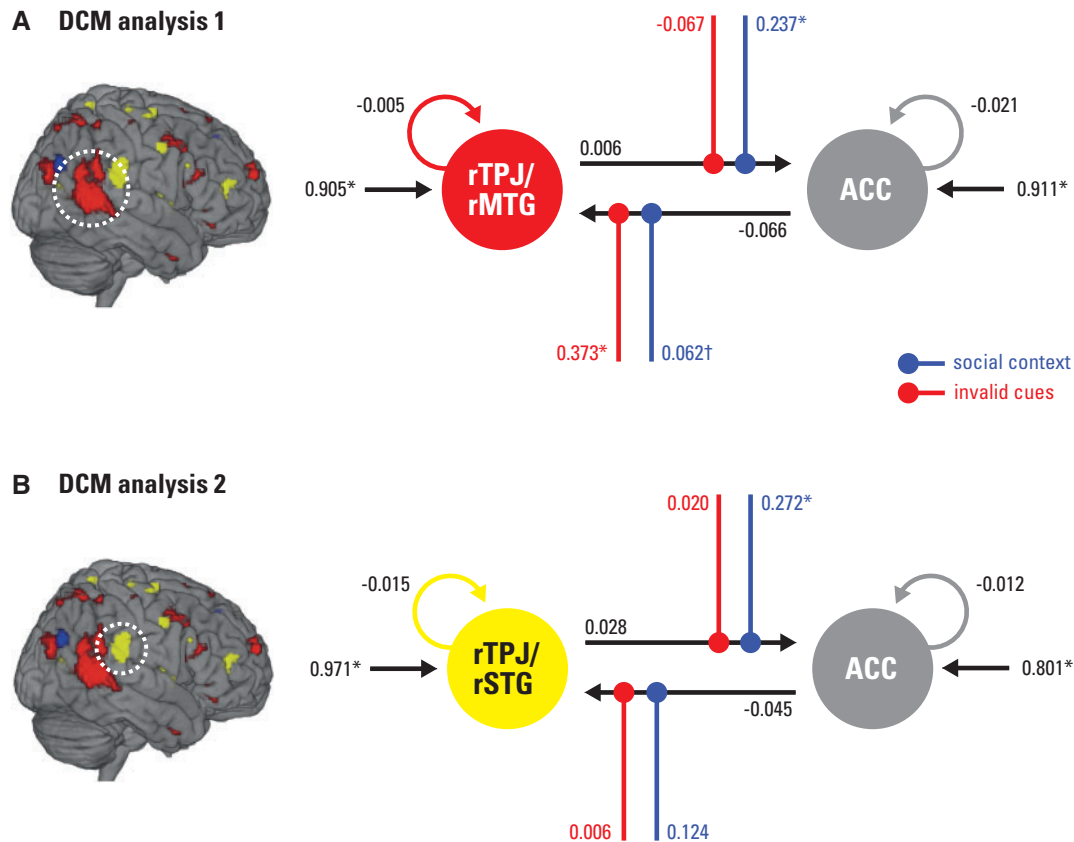 A DCM analysis 1
-0.067
0.237*
-0.005
-0.021
0.006
0.905*
rTPJ/
rMTG
ACC
0.911*
-0.066
0.373*
0.062†
social context
invalid cues
B DCM analysis 2
0.020
0.272*
-0.015
-0.012
0.028
0.971*
rTPJ/
rSTG
ACC
0.801*
-0.045
0.006
0.124